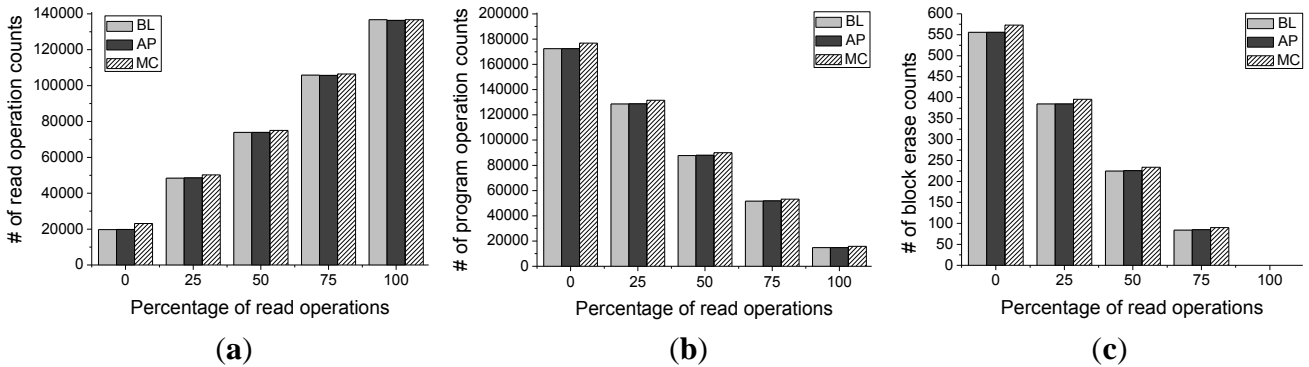 140000
120000
100000
80000
60000
40000
20000
0
# of read operation counts
BL
AP
MC
0 25 50 75 100
Percentage of read operations
(a)
200000
180000
160000
140000
120000
100000
80000
60000
40000
20000
0
# of program operation counts
BL
AP
MC
0 25 50 75 100
Percentage of read operations
(b)
600
550
500
450
400
350
300
250
200
150
100
50
0
# of block erase counts
BL
AP
MC
0 25 50 75 100
Percentage of read operations
(c)